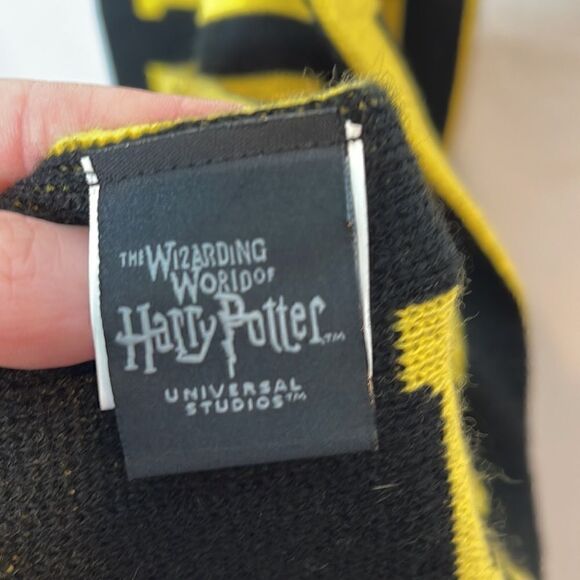 THE WIZARDING
WORLD OF
Harry Potter™
UNIVERSAL
STUDIOS™